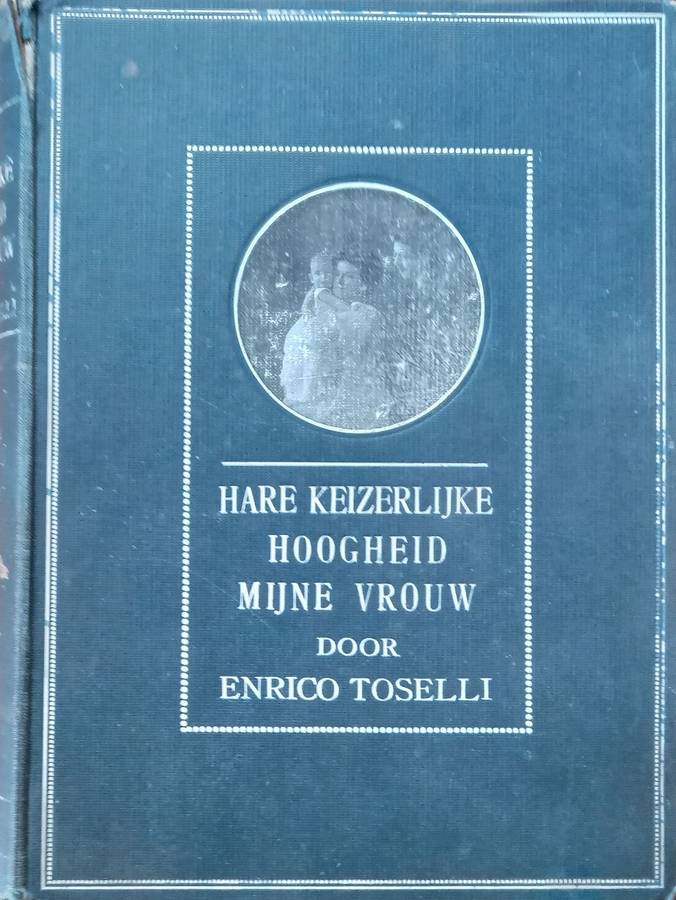 HARE KEIZERLIJKE
HOOGHEID
MIJNE VROUW
DOOR
ENRICO TOSELLI